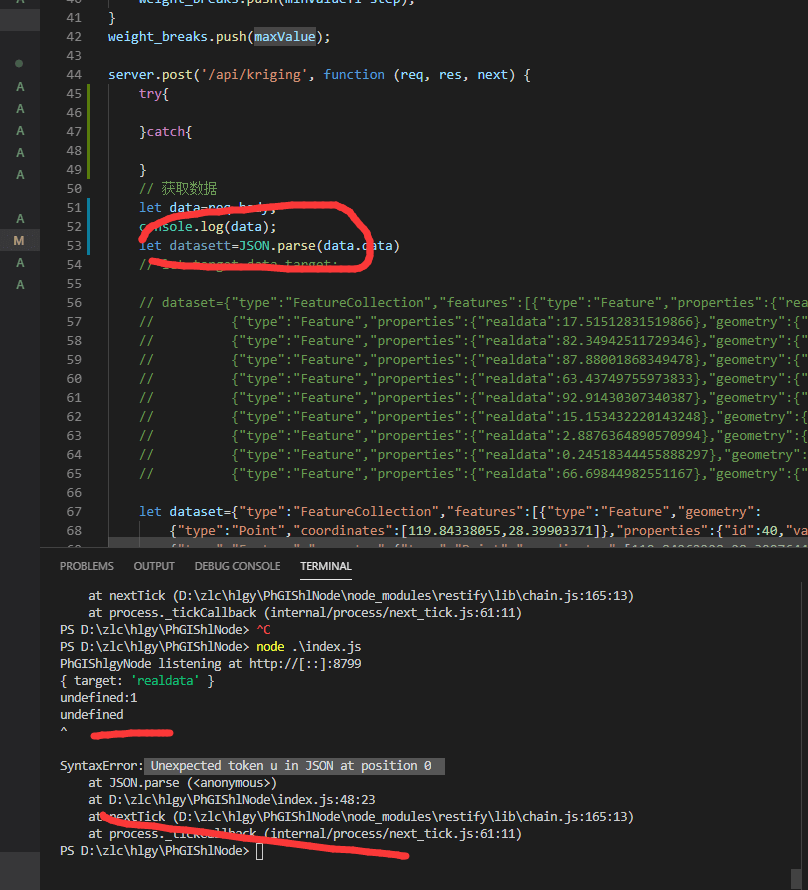 40 weight_breaks.push(minValue+i*step);
41 }
42 weight_breaks.push(maxValue);
43
44 server.post('/api/kriging', function (req, res, next) {
45 try{
46
47 }catch{
48
49 }
50 // 获取数据
51 let data=req.body;
52 console.log(data);
53 let datasett=JSON.parse(data.data)
54 // let target=data.target;
55
56 // dataset={"type":"FeatureCollection","features":[{"type":"Feature","properties":{"rea
57 // {"type":"Feature","properties":{"realdata":17.51512831519866},"geometry":{"
58 // {"type":"Feature","properties":{"realdata":82.34942511729346},"geometry":{"
59 // {"type":"Feature","properties":{"realdata":87.88001868349478},"geometry":{"
60 // {"type":"Feature","properties":{"realdata":63.43749755973833},"geometry":{"
61 // {"type":"Feature","properties":{"realdata":92.91430307340387},"geometry":{"
62 // {"type":"Feature","properties":{"realdata":15.153432220143248},"geometry":{
63 // {"type":"Feature","properties":{"realdata":2.8876364890570994},"geometry":{
64 // {"type":"Feature","properties":{"realdata":0.24518344455888297},"geometry":
65 // {"type":"Feature","properties":{"realdata":66.69844982551167},"geometry":{"
66
67 let dataset={"type":"FeatureCollection","features":[{"type":"Feature","geometry":
68 {"type":"Point","coordinates":[119.84338055,28.39903371]},"properties":{"id":40,"va
A
A
A
A
A
A
M
A
A
PROBLEMS OUTPUT DEBUG CONSOLE TERMINAL
at nextTick (D:\zlc\hlgy\PhGIShlNode\node_modules\restify\lib\chain.js:165:13)
at process._tickCallback (internal/process/next_tick.js:61:11)
PS D:\zlc\hlgy\PhGIShlNode> ^C
PS D:\zlc\hlgy\PhGIShlNode> node .\index.js
PhGIShlgyNode listening at http://[::]:8799
{ target: 'realdata' }
undefined:1
undefined
^
SyntaxError: Unexpected token u in JSON at position 0
at JSON.parse (<anonymous>)
at D:\zlc\hlgy\PhGIShlNode\index.js:48:23
at nextTick (D:\zlc\hlgy\PhGIShlNode\node_modules\restify\lib\chain.js:165:13)
at process._tickCallback (internal/process/next_tick.js:61:11)
PS D:\zlc\hlgy\PhGIShlNode>